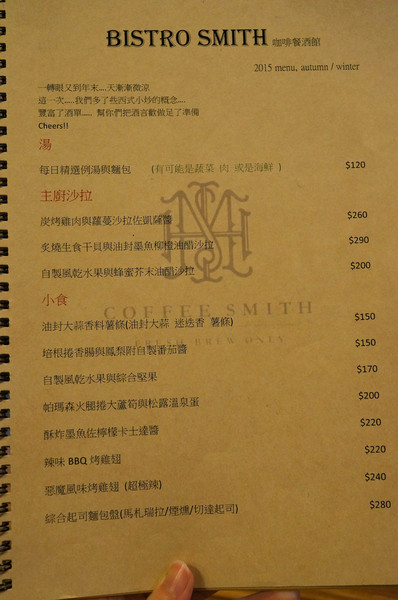 BISTRO SMITH 咖啡餐酒館
2015 menu, autumn / winter
一轉眼又到年末....天漸漸微涼
這一次.....我們多了些西式小炒的概念....
豐富了酒單..... 幫你們把酒言歡做足了準備
Cheers!!
湯
每日精選例湯與麵包 (有可能是蔬菜 肉 或是海鮮 ) $120
主廚沙拉
炭烤雞肉與蘿蔓沙拉佐凱薩醬 $260
炙燒生食干貝與油封墨魚柳橙油醋沙拉 $290
自製風乾水果與蜂蜜芥末油醋沙拉 $200
小食
COFFEE SMITH
油封大蒜香料薯條(油封大蒜 迷迭香 薯條) $150
BREW ONLY
培根捲香腸與鳳梨附自製番茄醬 $150
自製風乾水果與綜合堅果 $170
帕瑪森火腿捲大蘆筍與松露溫泉蛋 $200
酥炸墨魚佐檸檬卡士達醬 $220
辣味 BBQ 烤雞翅 $220
惡魔風味烤雞翅 (超極辣) $240
綜合起司麵包盤(馬札瑞拉/煙燻/切達起司) $280